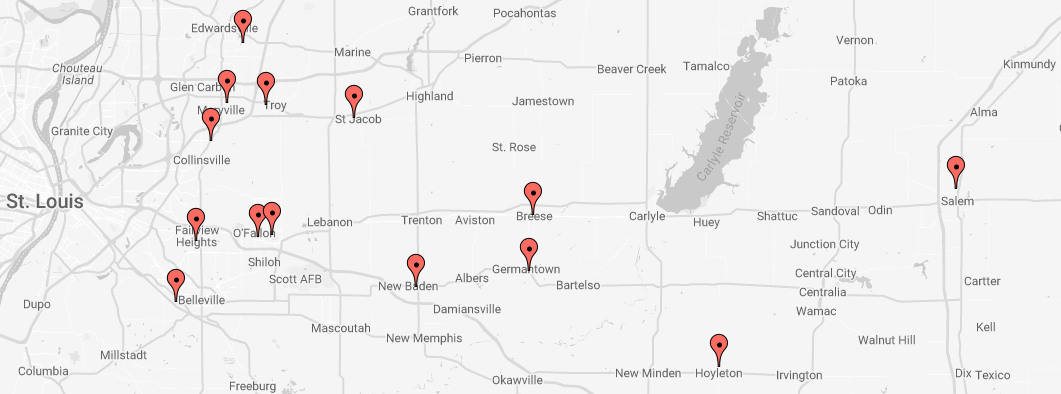 Grantfork
Pocahontas
Edwardsville
Marine
Pierron
Vernon
Chouteau
Island
Beaver Creek
Tamalco
Kinmundy
Glen Carbon
Patoka
Highland
Jamestown
Maryville
Troy
St Jacob
Alma
Granite City
Carlyle Reservoir
St. Rose
Collinsville
St. Louis
Salem
Lebanon
Trenton
Aviston
Breese
Carlyle
Huey
Shattuc
Sandoval
Odin
Fairview
Heights
O'Fallon
Junction City
Shiloh
Scott AFB
Germantown
Central City
Albers
New Baden
Bartelso
Cartter
Centralia
Belleville
Dupo
Damiansville
Wamac
Mascoutah
Kell
New Memphis
Walnut Hill
Millstadt
Columbia
New Minden
Hoyleton
Irvington
Dix
Texico
Okawville
Freeburg